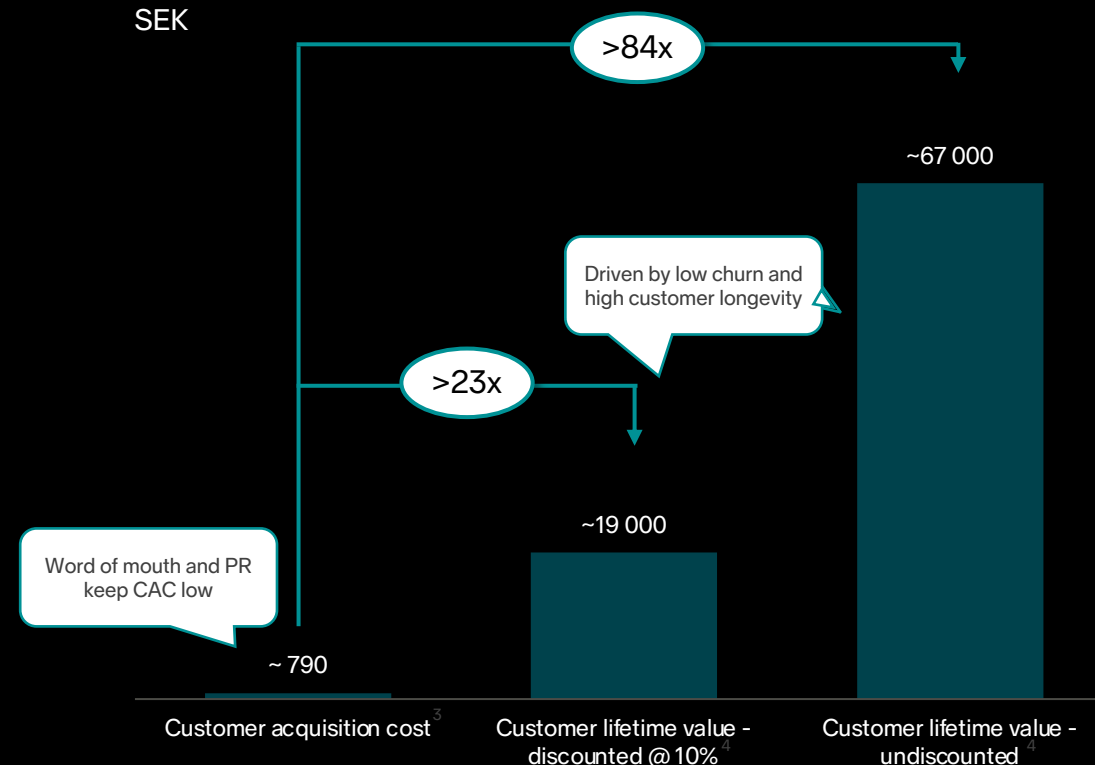 SEK
>84x
~67 000
Driven by low churn and
high customer longevity
>23x
~19 000
Word of mouth and PR
keep CAC low
~ 790
Customer acquisition cost 3
Customer lifetime value -
discounted @ 10% 4
Customer lifetime value -
undiscounted 4